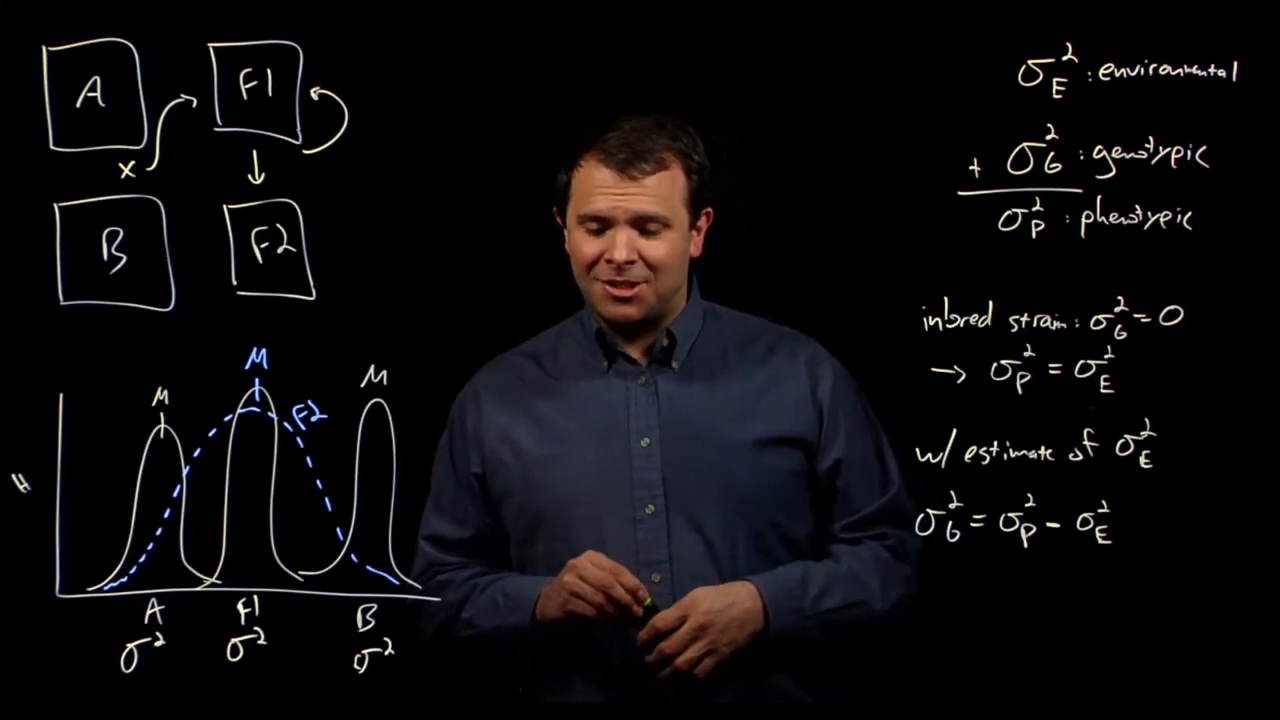 A
F1
x
B
F2
M
M
M
F2
#
A
F1
B
σ²
σ²
σ²
σ²E : environmental
+ σ²G : genotypic
σ²P : phenotypic
inbred strain: σ²G = 0
→ σ²P = σ²E
w/ estimate of σ²E
σ²G = σ²P - σ²E